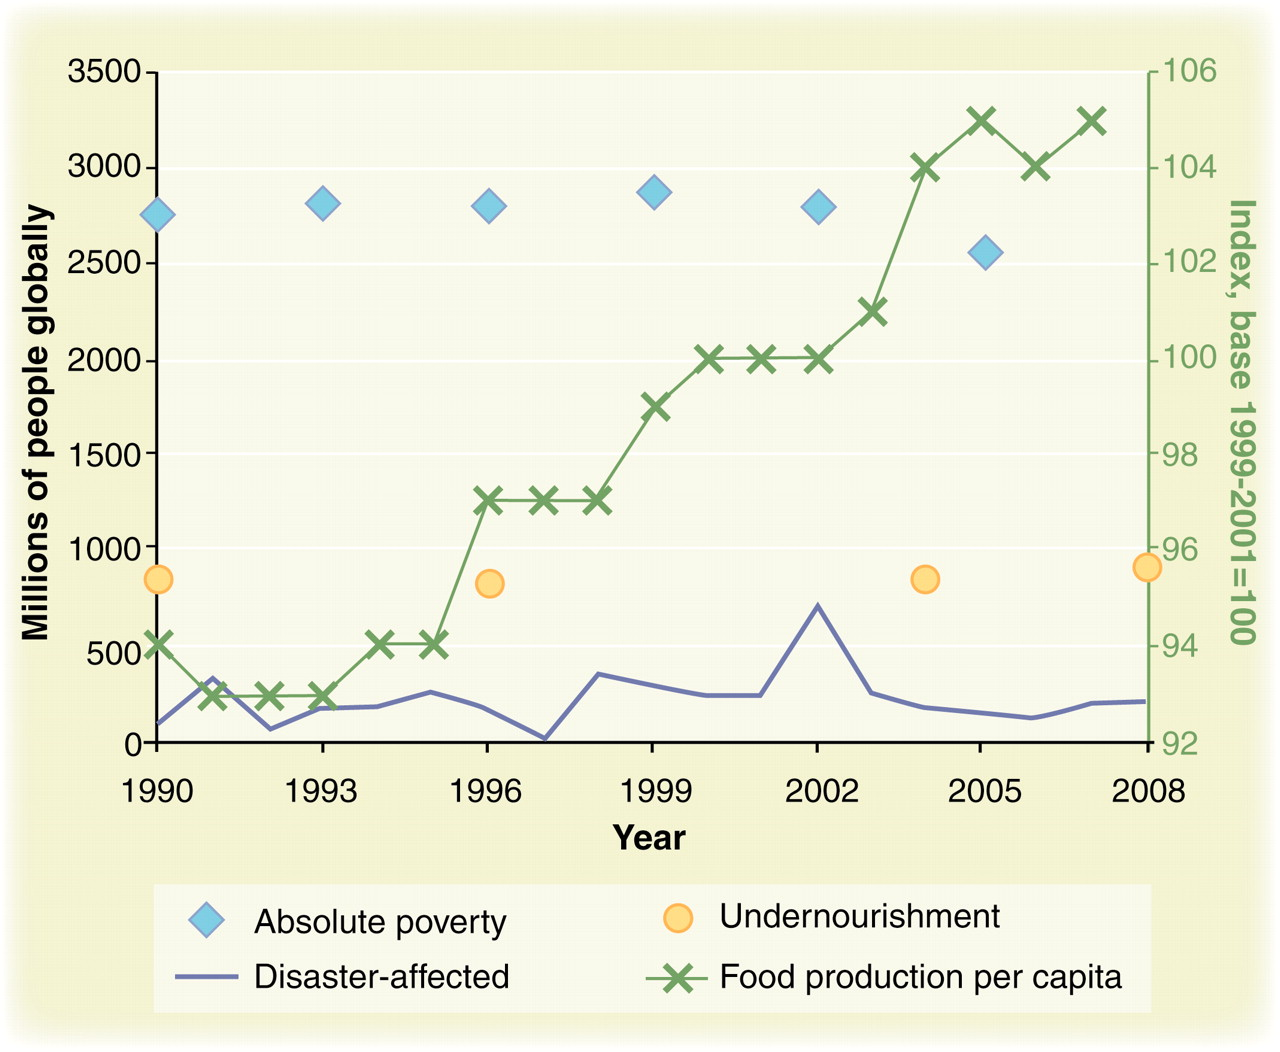 3500
3000
2500
2000
1500
1000
500
0
Millions of people globally
106
104
102
100
98
96
94
92
Index, base 1999-2001=100
1990 1993 1996 1999 2002 2005 2008
Year
Absolute poverty
Undernourishment
Disaster-affected
Food production per capita